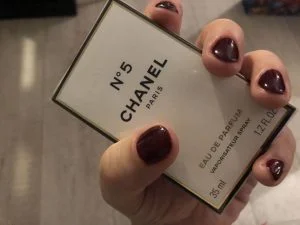 N°5
CHANEL
PARIS
EAU DE PARFUM
VAPORISATEUR SPRAY
35 ml 1.2 FL.OZ